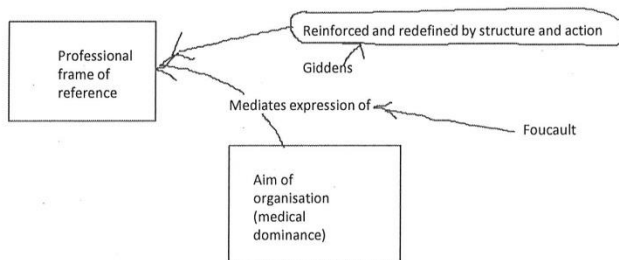 Reinforced and redefined by structure and action
Professional
frame of
reference
Giddens
Mediates expression of
Foucault
Aim of
organisation
(medical
dominance)